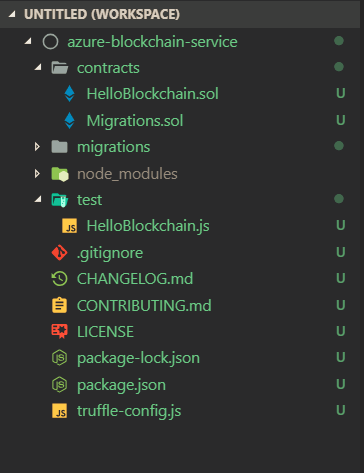 UNTITLED (WORKSPACE)
azure-blockchain-service
contracts
HelloBlockchain.sol U
Migrations.sol U
migrations
node_modules
test
JS HelloBlockchain.js U
.gitignore U
CHANGELOG.md U
CONTRIBUTING.md U
LICENSE U
JS package-lock.json U
JS package.json U
JS truffle-config.js U